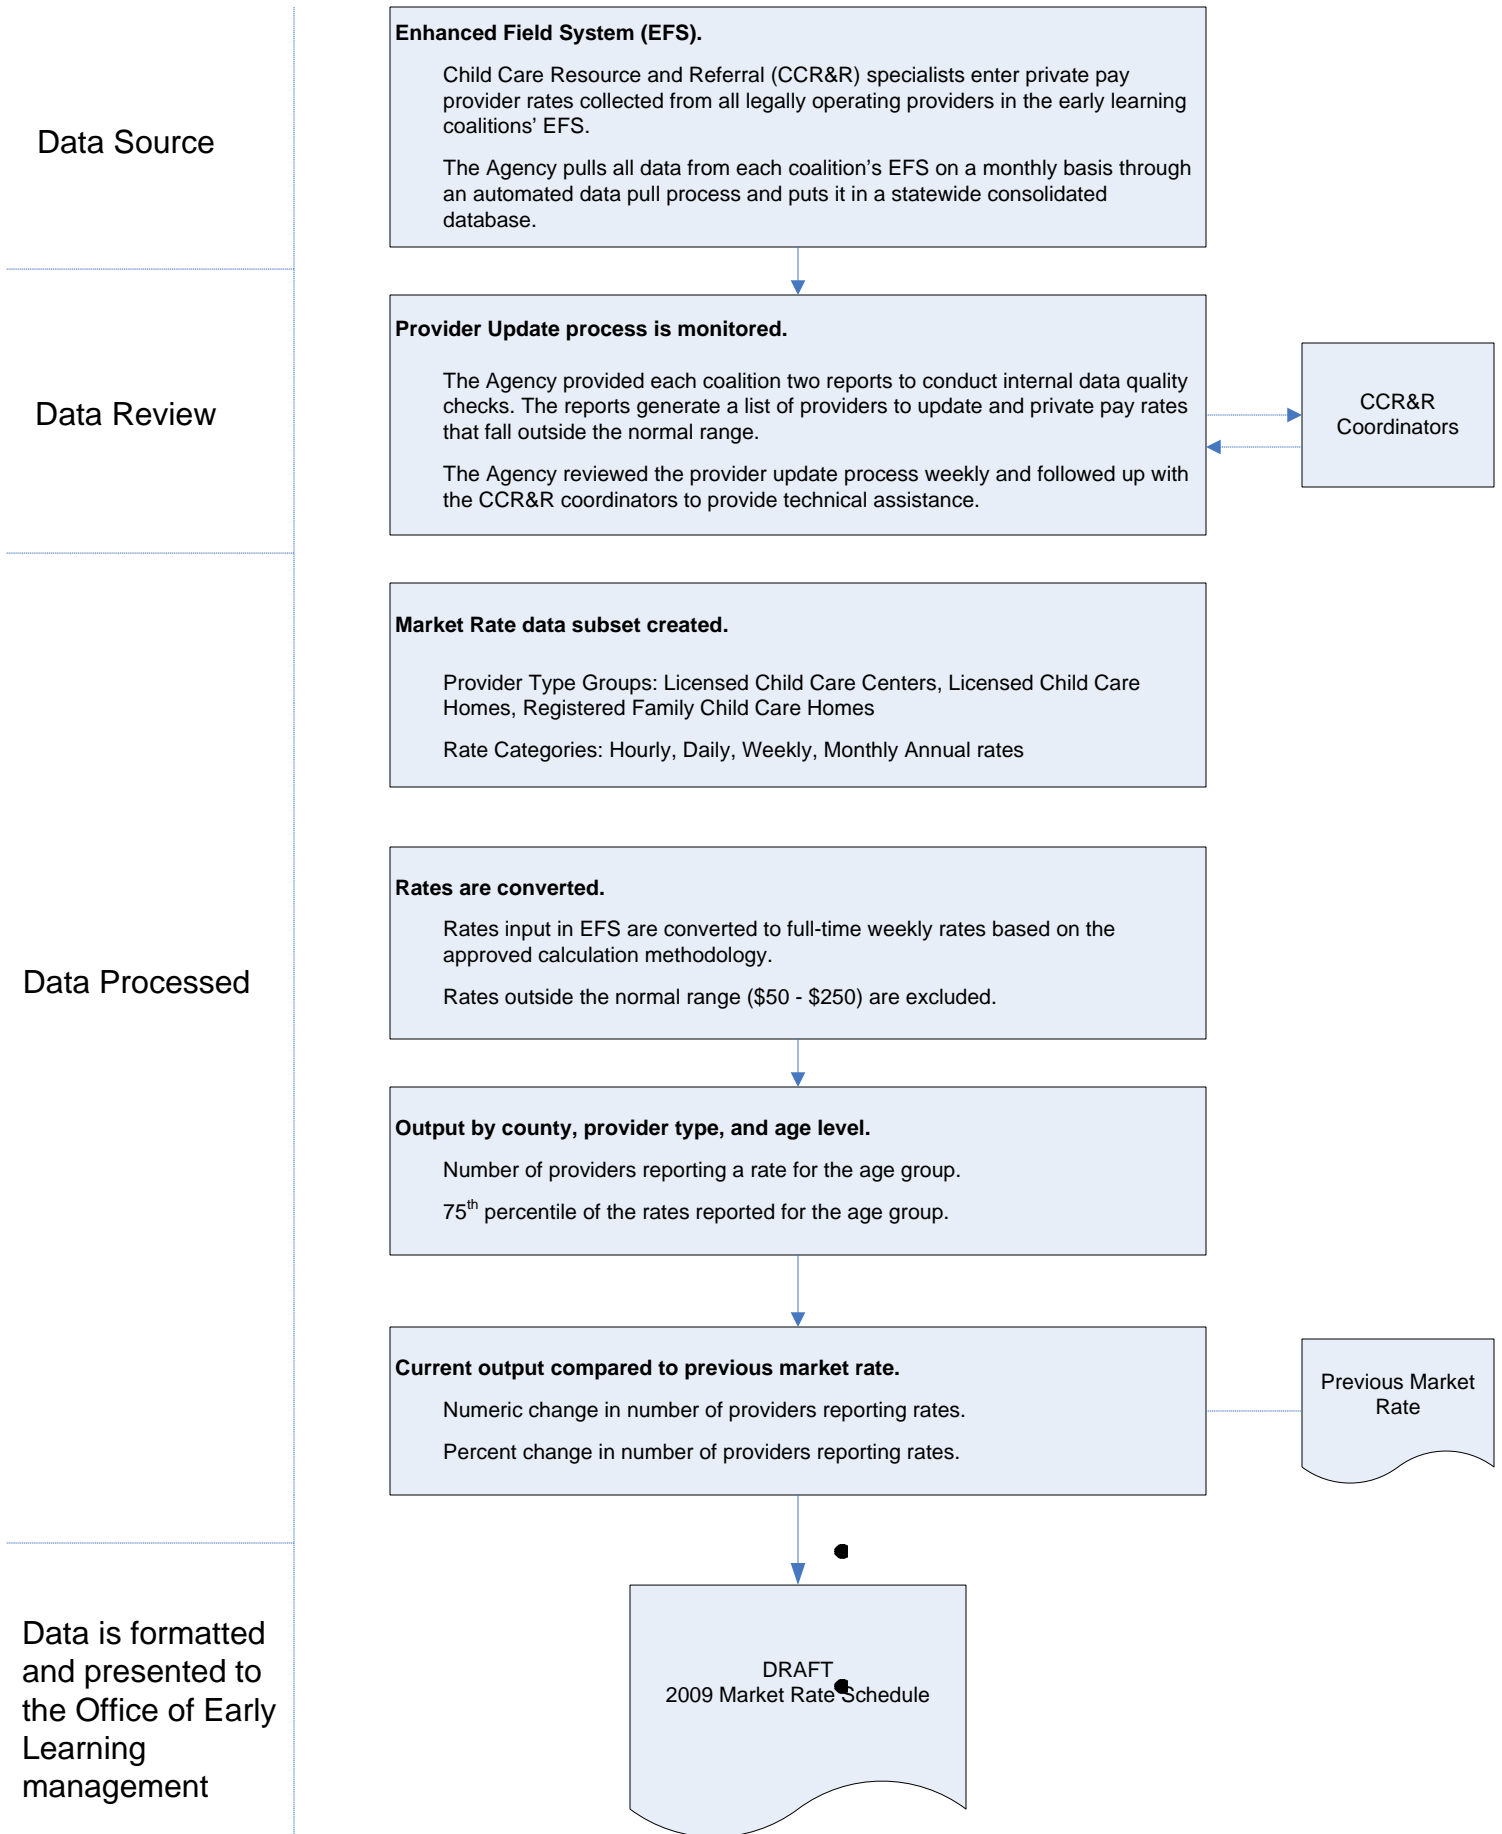 Data Source
Enhanced Field System (EFS).
Child Care Resource and Referral (CCR&R) specialists enter private pay
provider rates collected from all legally operating providers in the early learning
coalitions’ EFS.
The Agency pulls all data from each coalition’s EFS on a monthly basis through
an automated data pull process and puts it in a statewide consolidated
database.
Data Review
Provider Update process is monitored.
The Agency provided each coalition two reports to conduct internal data quality
checks. The reports generate a list of providers to update and private pay rates
that fall outside the normal range.
The Agency reviewed the provider update process weekly and followed up with
the CCR&R coordinators to provide technical assistance.
CCR&R
Coordinators
Data Processed
Market Rate data subset created.
Provider Type Groups: Licensed Child Care Centers, Licensed Child Care
Homes, Registered Family Child Care Homes
Rate Categories: Hourly, Daily, Weekly, Monthly Annual rates
Rates are converted.
Rates input in EFS are converted to full-time weekly rates based on the
approved calculation methodology.
Rates outside the normal range ($50 - $250) are excluded.
Output by county, provider type, and age level.
Number of providers reporting a rate for the age group.
75th percentile of the rates reported for the age group.
Current output compared to previous market rate.
Numeric change in number of providers reporting rates.
Percent change in number of providers reporting rates.
Previous Market
Rate
Data is formatted
and presented to
the Office of Early
Learning
management
DRAFT
2009 Market Rate Schedule